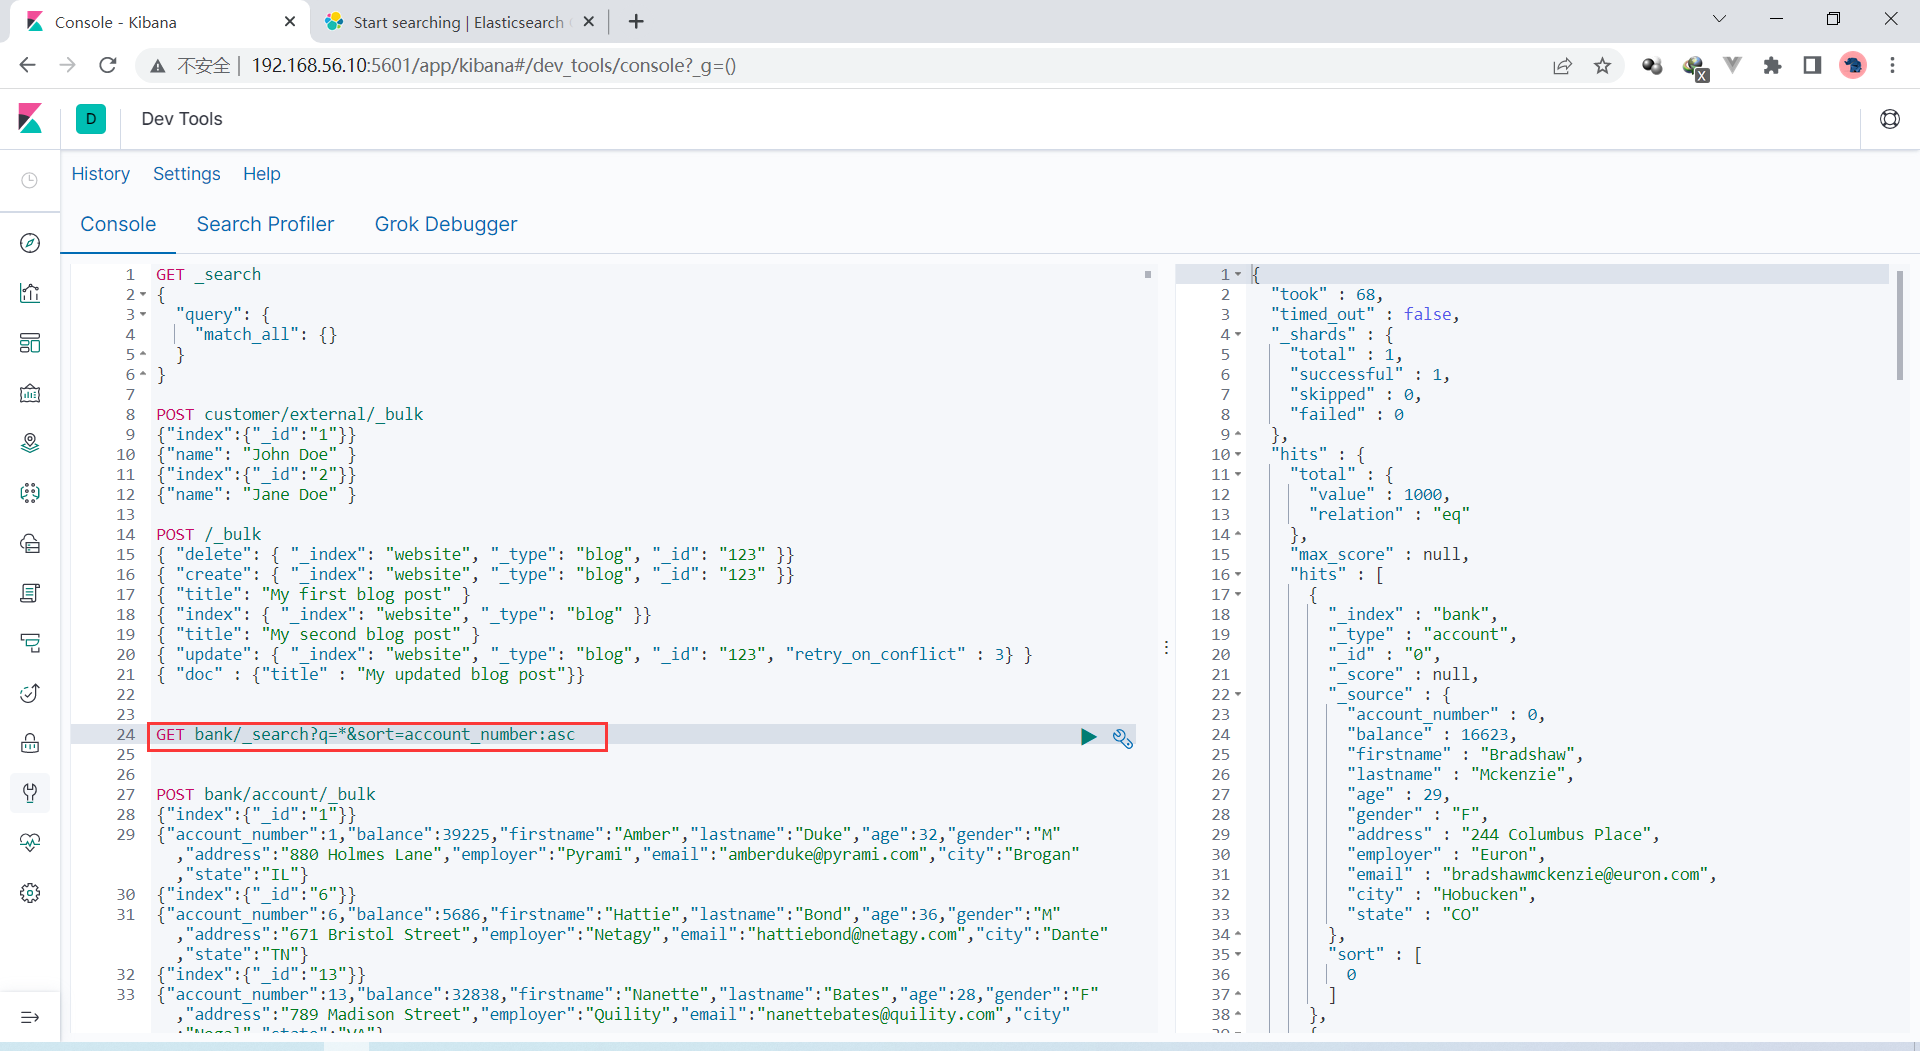 Console - Kibana
Start searching | Elasticsearch
不安全 | 192.168.56.10:5601/app/kibana#/dev_tools/console?_g=()
X
D
Dev Tools
History Settings Help
Console Search Profiler Grok Debugger
1 GET _search
2 {
3 "query": {
4 "match_all": {}
5 }
6 }
7
8 POST customer/external/_bulk
9 {"index":{"_id":"1"}}
10 {"name": "John Doe" }
11 {"index":{"_id":"2"}}
12 {"name": "Jane Doe" }
13
14 POST /_bulk
15 { "delete": { "_index": "website", "_type": "blog", "_id": "123" }}
16 { "create": { "_index": "website", "_type": "blog", "_id": "123" }}
17 { "title": "My first blog post" }
18 { "index": { "_index": "website", "_type": "blog" }}
19 { "title": "My second blog post" }
20 { "update": { "_index": "website", "_type": "blog", "_id": "123", "retry_on_conflict" : 3} }
21 { "doc" : {"title" : "My updated blog post"}}
22
23
24 GET bank/_search?q=*&sort=account_number:asc
25
26
27 POST bank/account/_bulk
28 {"index":{"_id":"1"}}
29 {"account_number":1,"balance":39225,"firstname":"Amber","lastname":"Duke","age":32,"gender":"M"
,"address":"880 Holmes Lane","employer":"Pyrami","email":"amberduke@pyrami.com","city":"Brogan"
,"state":"IL"}
30 {"index":{"_id":"6"}}
31 {"account_number":6,"balance":5686,"firstname":"Hattie","lastname":"Bond","age":36,"gender":"M"
,"address":"671 Bristol Street","employer":"Netagy","email":"hattiebond@netagy.com","city":"Dante"
,"state":"TN"}
32 {"index":{"_id":"13"}}
33 {"account_number":13,"balance":32838,"firstname":"Nanette","lastname":"Bates","age":28,"gender":"F"
,"address":"789 Madison Street","employer":"Quility","email":"nanettebates@quility.com","city"
:"Nogal","state":"VA"}
1 {
2 "took" : 68,
3 "timed_out" : false,
4 "_shards" : {
5 "total" : 1,
6 "successful" : 1,
7 "skipped" : 0,
8 "failed" : 0
9 },
10 "hits" : {
11 "total" : {
12 "value" : 1000,
13 "relation" : "eq"
14 },
15 "max_score" : null,
16 "hits" : [
17 {
18 "_index" : "bank",
19 "_type" : "account",
20 "_id" : "0",
21 "_score" : null,
22 "_source" : {
23 "account_number" : 0,
24 "balance" : 16623,
25 "firstname" : "Bradshaw",
26 "lastname" : "Mckenzie",
27 "age" : 29,
28 "gender" : "F",
29 "address" : "244 Columbus Place",
30 "employer" : "Euron",
31 "email" : "bradshawmckenzie@euron.com",
32 "city" : "Hobucken",
33 "state" : "CO"
34 },
35 "sort" : [
36 0
37 ]
38 },
39 {